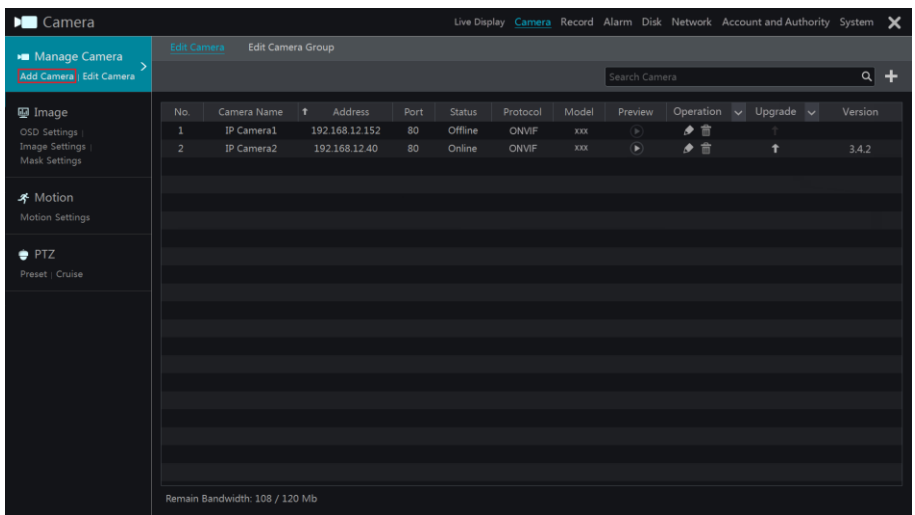 Camera
Live Display Camera Record Alarm Disk Network Account and Authority System
Manage Camera
Add Camera | Edit Camera
Image
OSD Settings |
Image Settings |
Mask Settings
Motion
Motion Settings
PTZ
Preset | Cruise
Edit Camera Edit Camera Group
Search Camera
No. Camera Name Address Port Status Protocol Model Preview Operation Upgrade Version
1 IP Camera1 192.168.12.152 80 Offline ONVIF xxx
2 IP Camera2 192.168.12.40 80 Online ONVIF xxx 3.4.2
Remain Bandwidth: 108 / 120 Mb